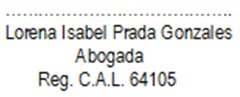 ........................................
Lorena Isabel Prada Gonzales
Abogada
Reg. C.A.L. 64105